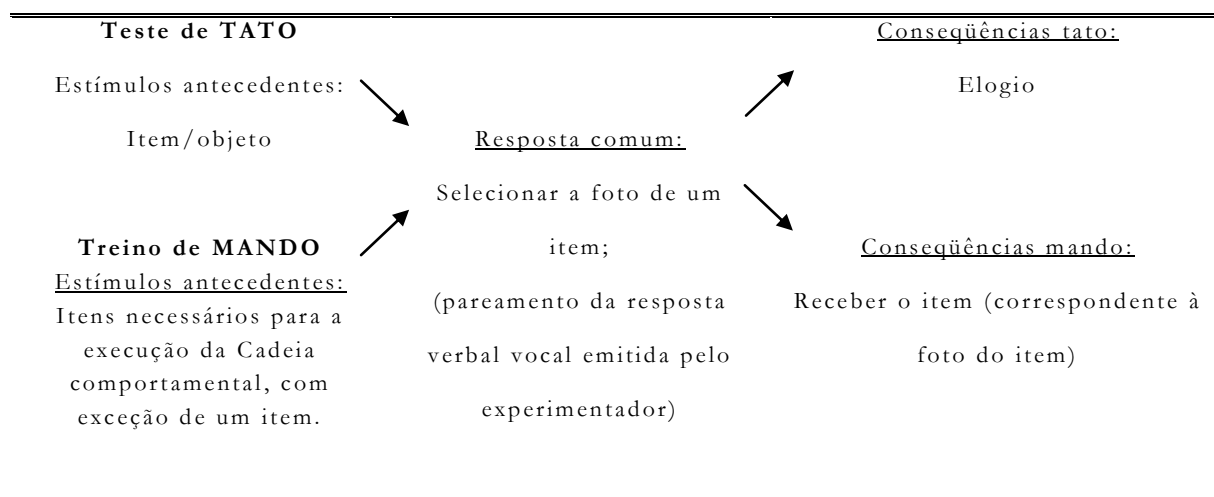 Teste de TATO
Estímulos antecedentes:
Item/objeto
Treino de MANDO
Estímulos antecedentes:
Itens necessários para a
execução da Cadeia
comportamental, com
exceção de um item.
Resposta comum:
Selecionar a foto de um
item;
(pareamento da resposta
verbal vocal emitida pelo
experimentador)
Conseqüências tato:
Elogio
Conseqüências mando:
Receber o item (correspondente à
foto do item)